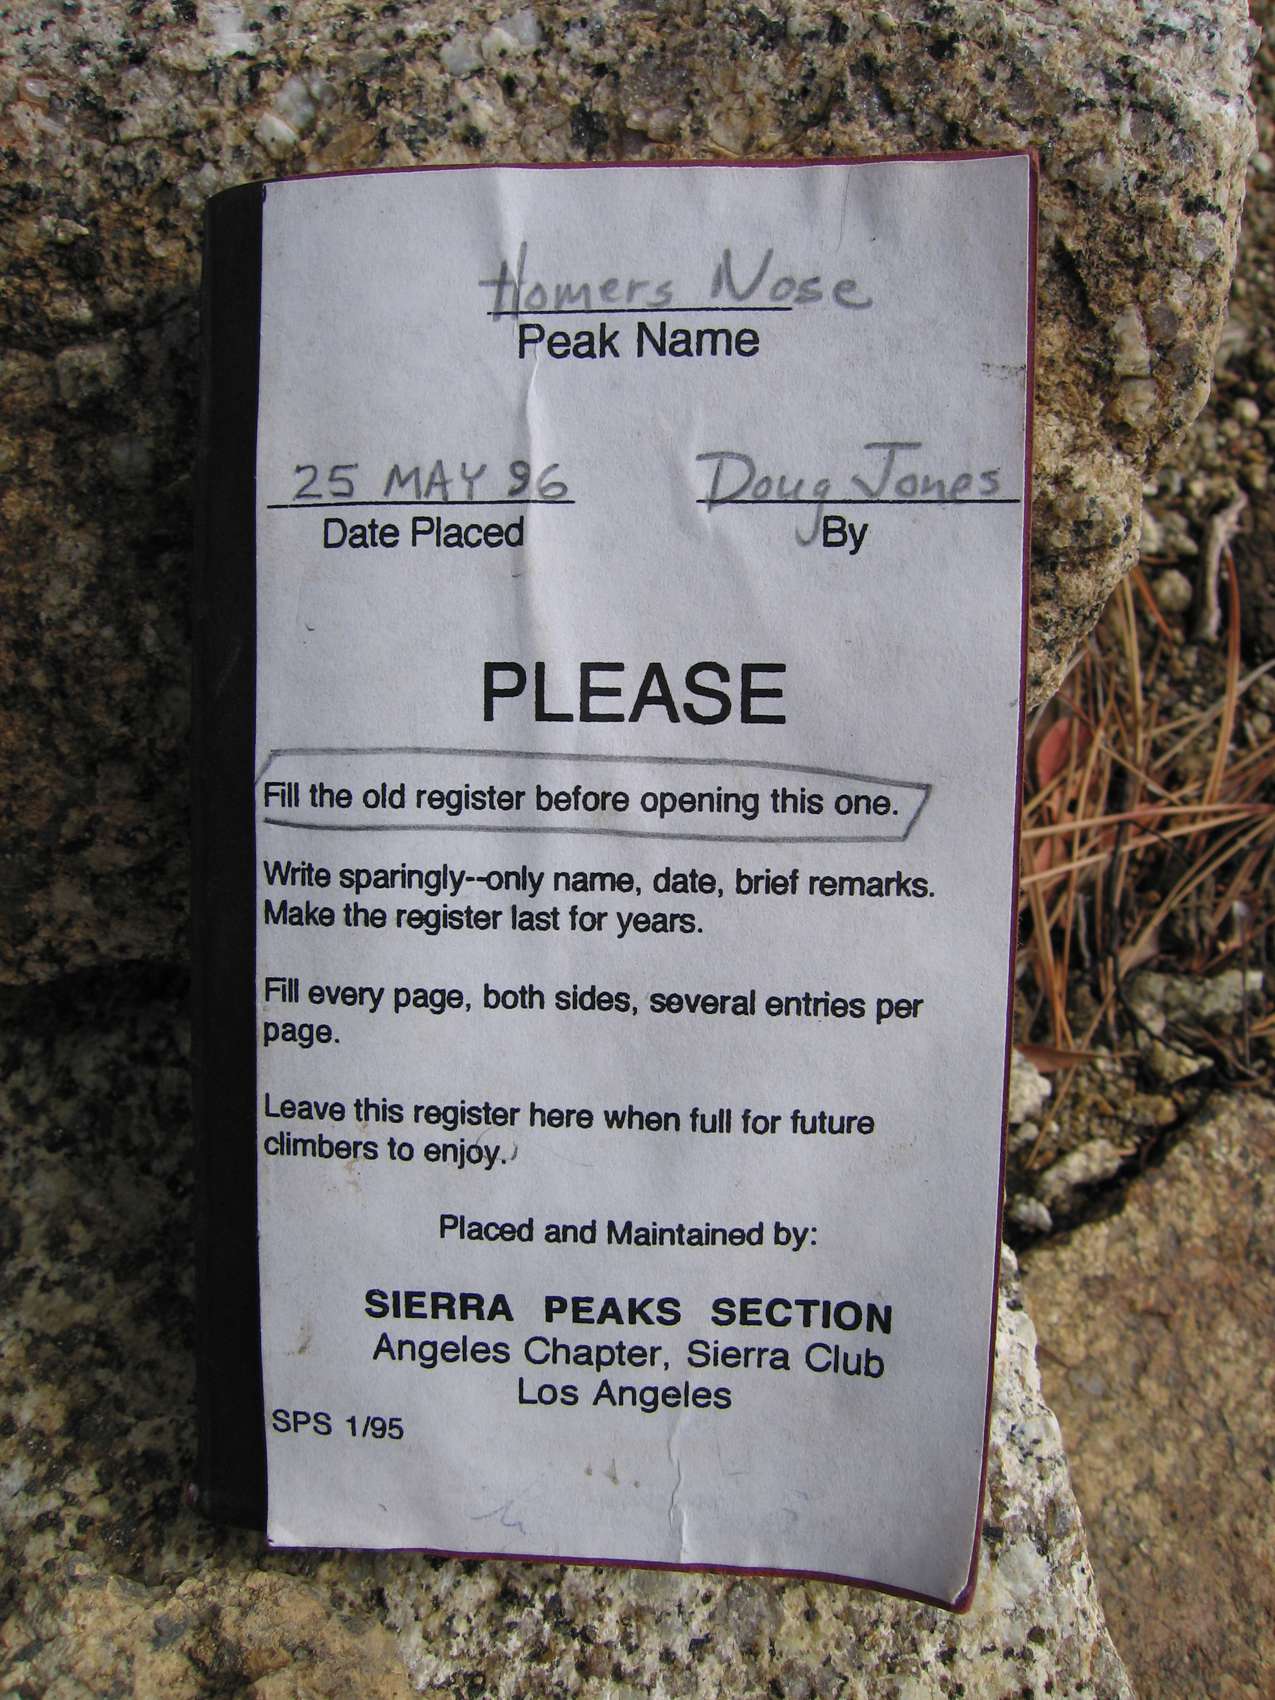 Homers Nose
Peak Name
25 MAY 96 Doug Jones
Date Placed By
PLEASE
Fill the old register before opening this one.
Write sparingly--only name, date, brief remarks.
Make the register last for years.
Fill every page, both sides, several entries per
page.
Leave this register here when full for future
climbers to enjoy.
Placed and Maintained by:
SIERRA PEAKS SECTION
Angeles Chapter, Sierra Club
Los Angeles
SPS 1/95